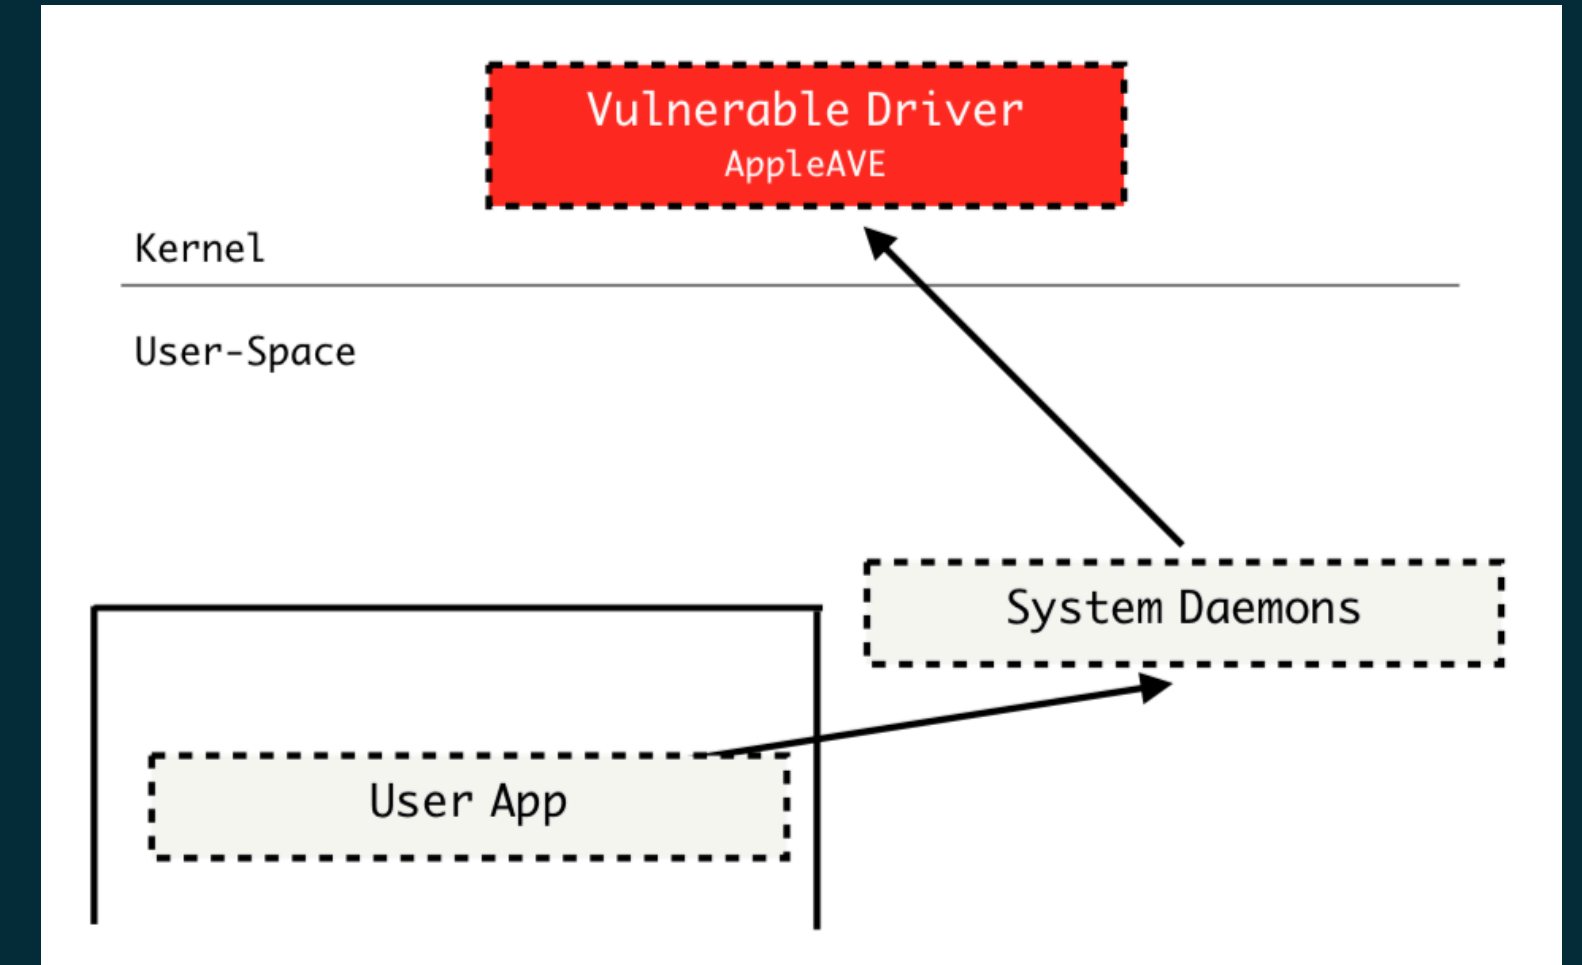 Vulnerable Driver
AppleAVE
Kernel
User-Space
System Daemons
User App